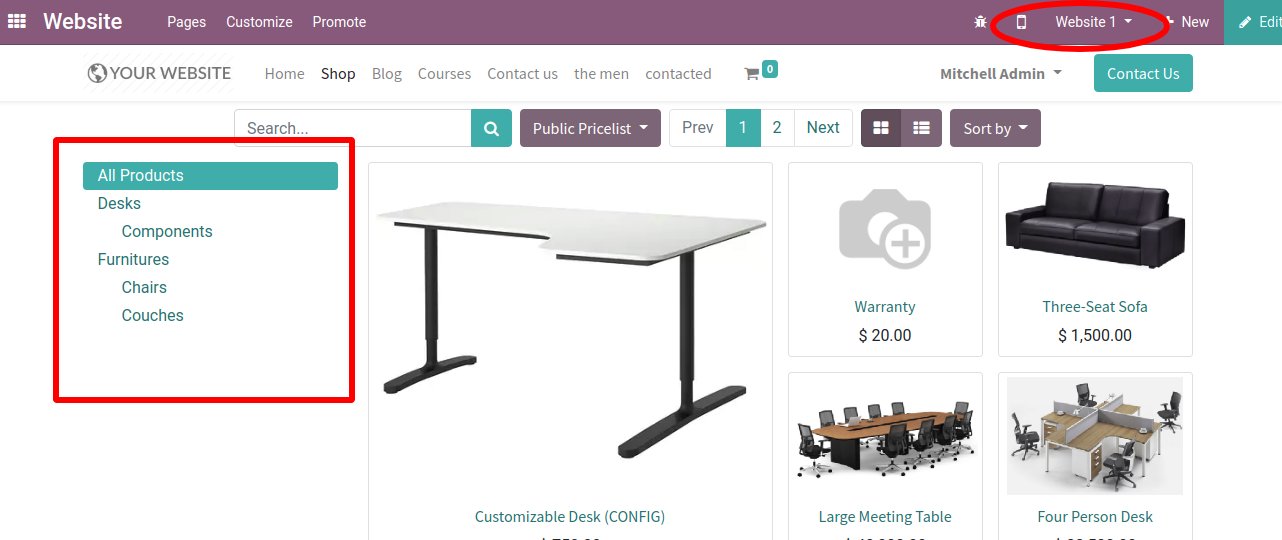 Website Pages Customize Promote Website 1 New Edit
YOUR WEBSITE Home Shop Blog Courses Contact us the men contacted 0 Mitchell Admin Contact Us
Search... Public Pricelist Prev 1 2 Next Sort by
All Products
Desks
Components
Furnitures
Chairs
Couches
Warranty
$ 20.00
Three-Seat Sofa
$ 1,500.00
Customizable Desk (CONFIG)
Large Meeting Table
Four Person Desk